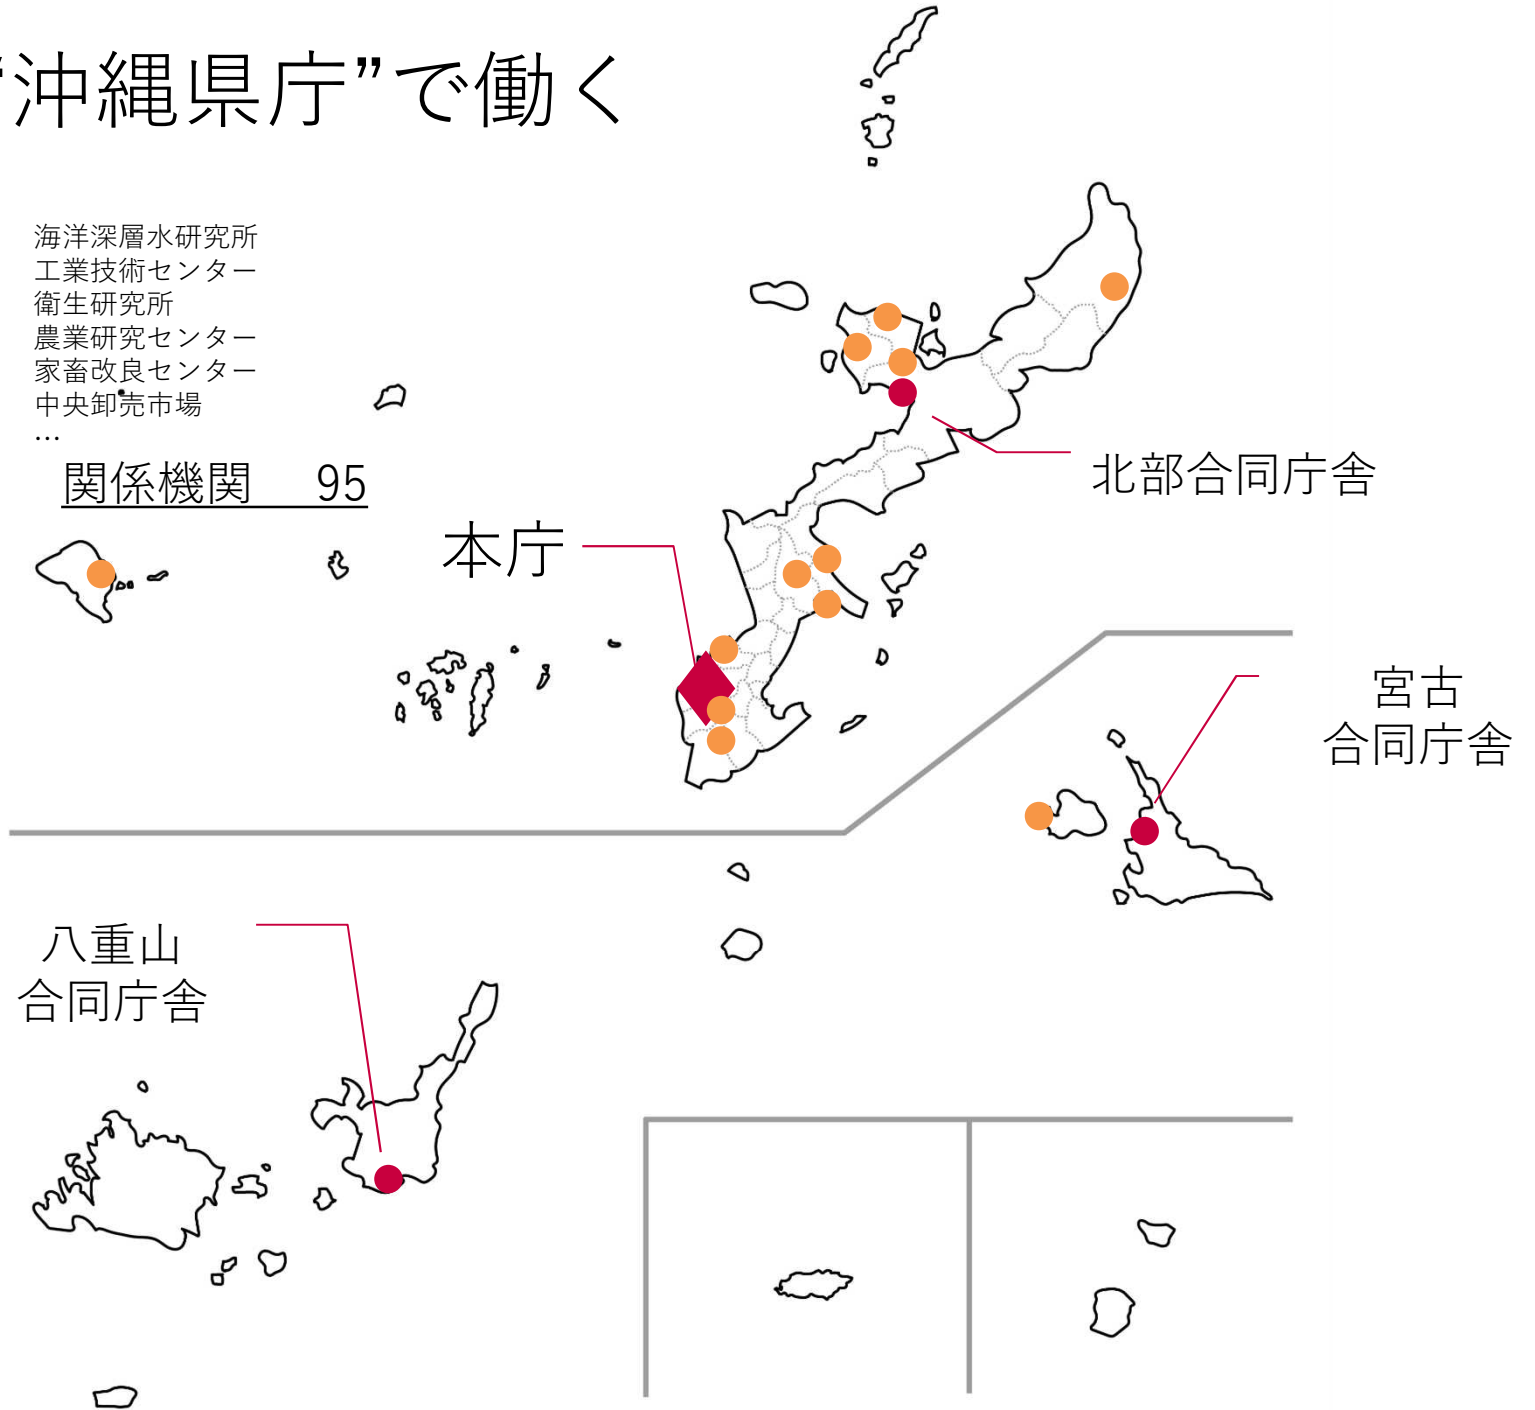 “沖縄県庁”で働く
海洋深層水研究所
工業技術センター
衛生研究所
農業研究センター
家畜改良センター
中央卸売市場
…
関係機関 95
本庁
北部合同庁舎
宮古
合同庁舎
八重山
合同庁舎